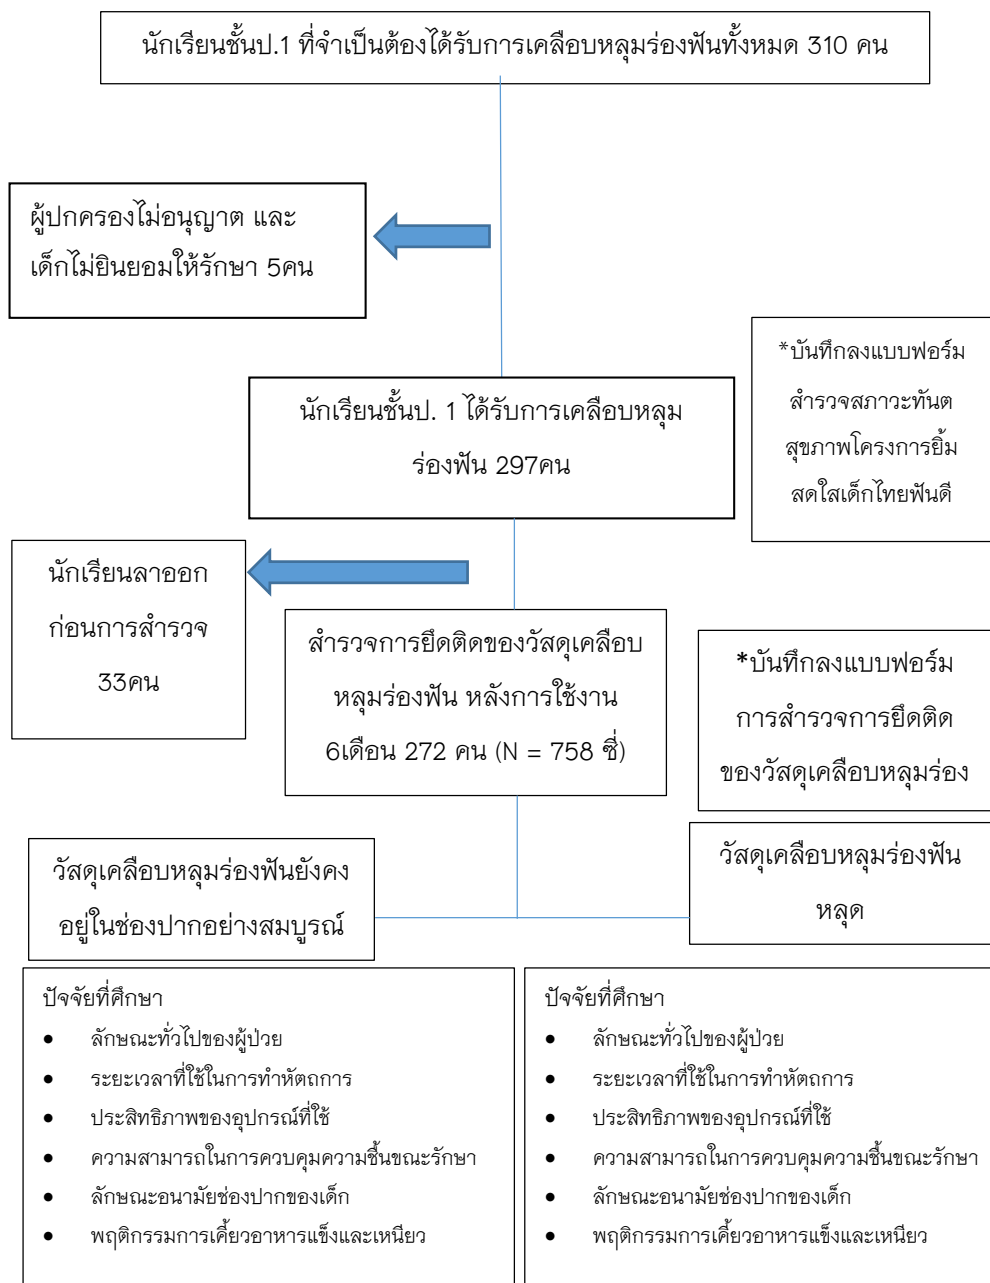 นักเรียนชั้นป.1 ที่จำเป็นต้องได้รับการเคลือบหลุมร่องฟันทั้งหมด 310 คน
ผู้ปกครองไม่อนุญาต และ
เด็กไม่ยินยอมให้รักษา 5คน
*บันทึกลงแบบฟอร์ม
สำรวจสภาวะทันต
สุขภาพโครงการยิ้ม
สดใสเด็กไทยฟันดี
นักเรียนชั้นป. 1 ได้รับการเคลือบหลุม
ร่องฟัน 297คน
นักเรียนลาออก
ก่อนการสำรวจ
33คน
สำรวจการยึดติดของวัสดุเคลือบ
หลุมร่องฟัน หลังการใช้งาน
6เดือน 272 คน (N = 758 ซี่)
*บันทึกลงแบบฟอร์ม
การสำรวจการยึดติด
ของวัสดุเคลือบหลุมร่อง
วัสดุเคลือบหลุมร่องฟันยังคง
อยู่ในช่องปากอย่างสมบูรณ์
วัสดุเคลือบหลุมร่องฟัน
หลุด
ปัจจัยที่ศึกษา
• ลักษณะทั่วไปของผู้ป่วย
• ระยะเวลาที่ใช้ในการทำหัตถการ
• ประสิทธิภาพของอุปกรณ์ที่ใช้
• ความสามารถในการควบคุมความชื้นขณะรักษา
• ลักษณะอนามัยช่องปากของเด็ก
• พฤติกรรมการเคี้ยวอาหารแข็งและเหนียว
ปัจจัยที่ศึกษา
• ลักษณะทั่วไปของผู้ป่วย
• ระยะเวลาที่ใช้ในการทำหัตถการ
• ประสิทธิภาพของอุปกรณ์ที่ใช้
• ความสามารถในการควบคุมความชื้นขณะรักษา
• ลักษณะอนามัยช่องปากของเด็ก
• พฤติกรรมการเคี้ยวอาหารแข็งและเหนียว